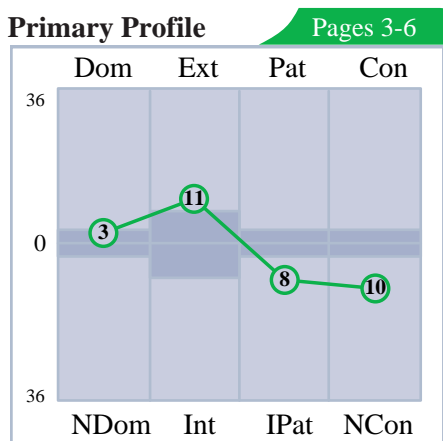 Primary Profile Pages 3-6
Dom Ext Pat Con
36
11
3
0
8
10
36
NDom Int IPat NCon